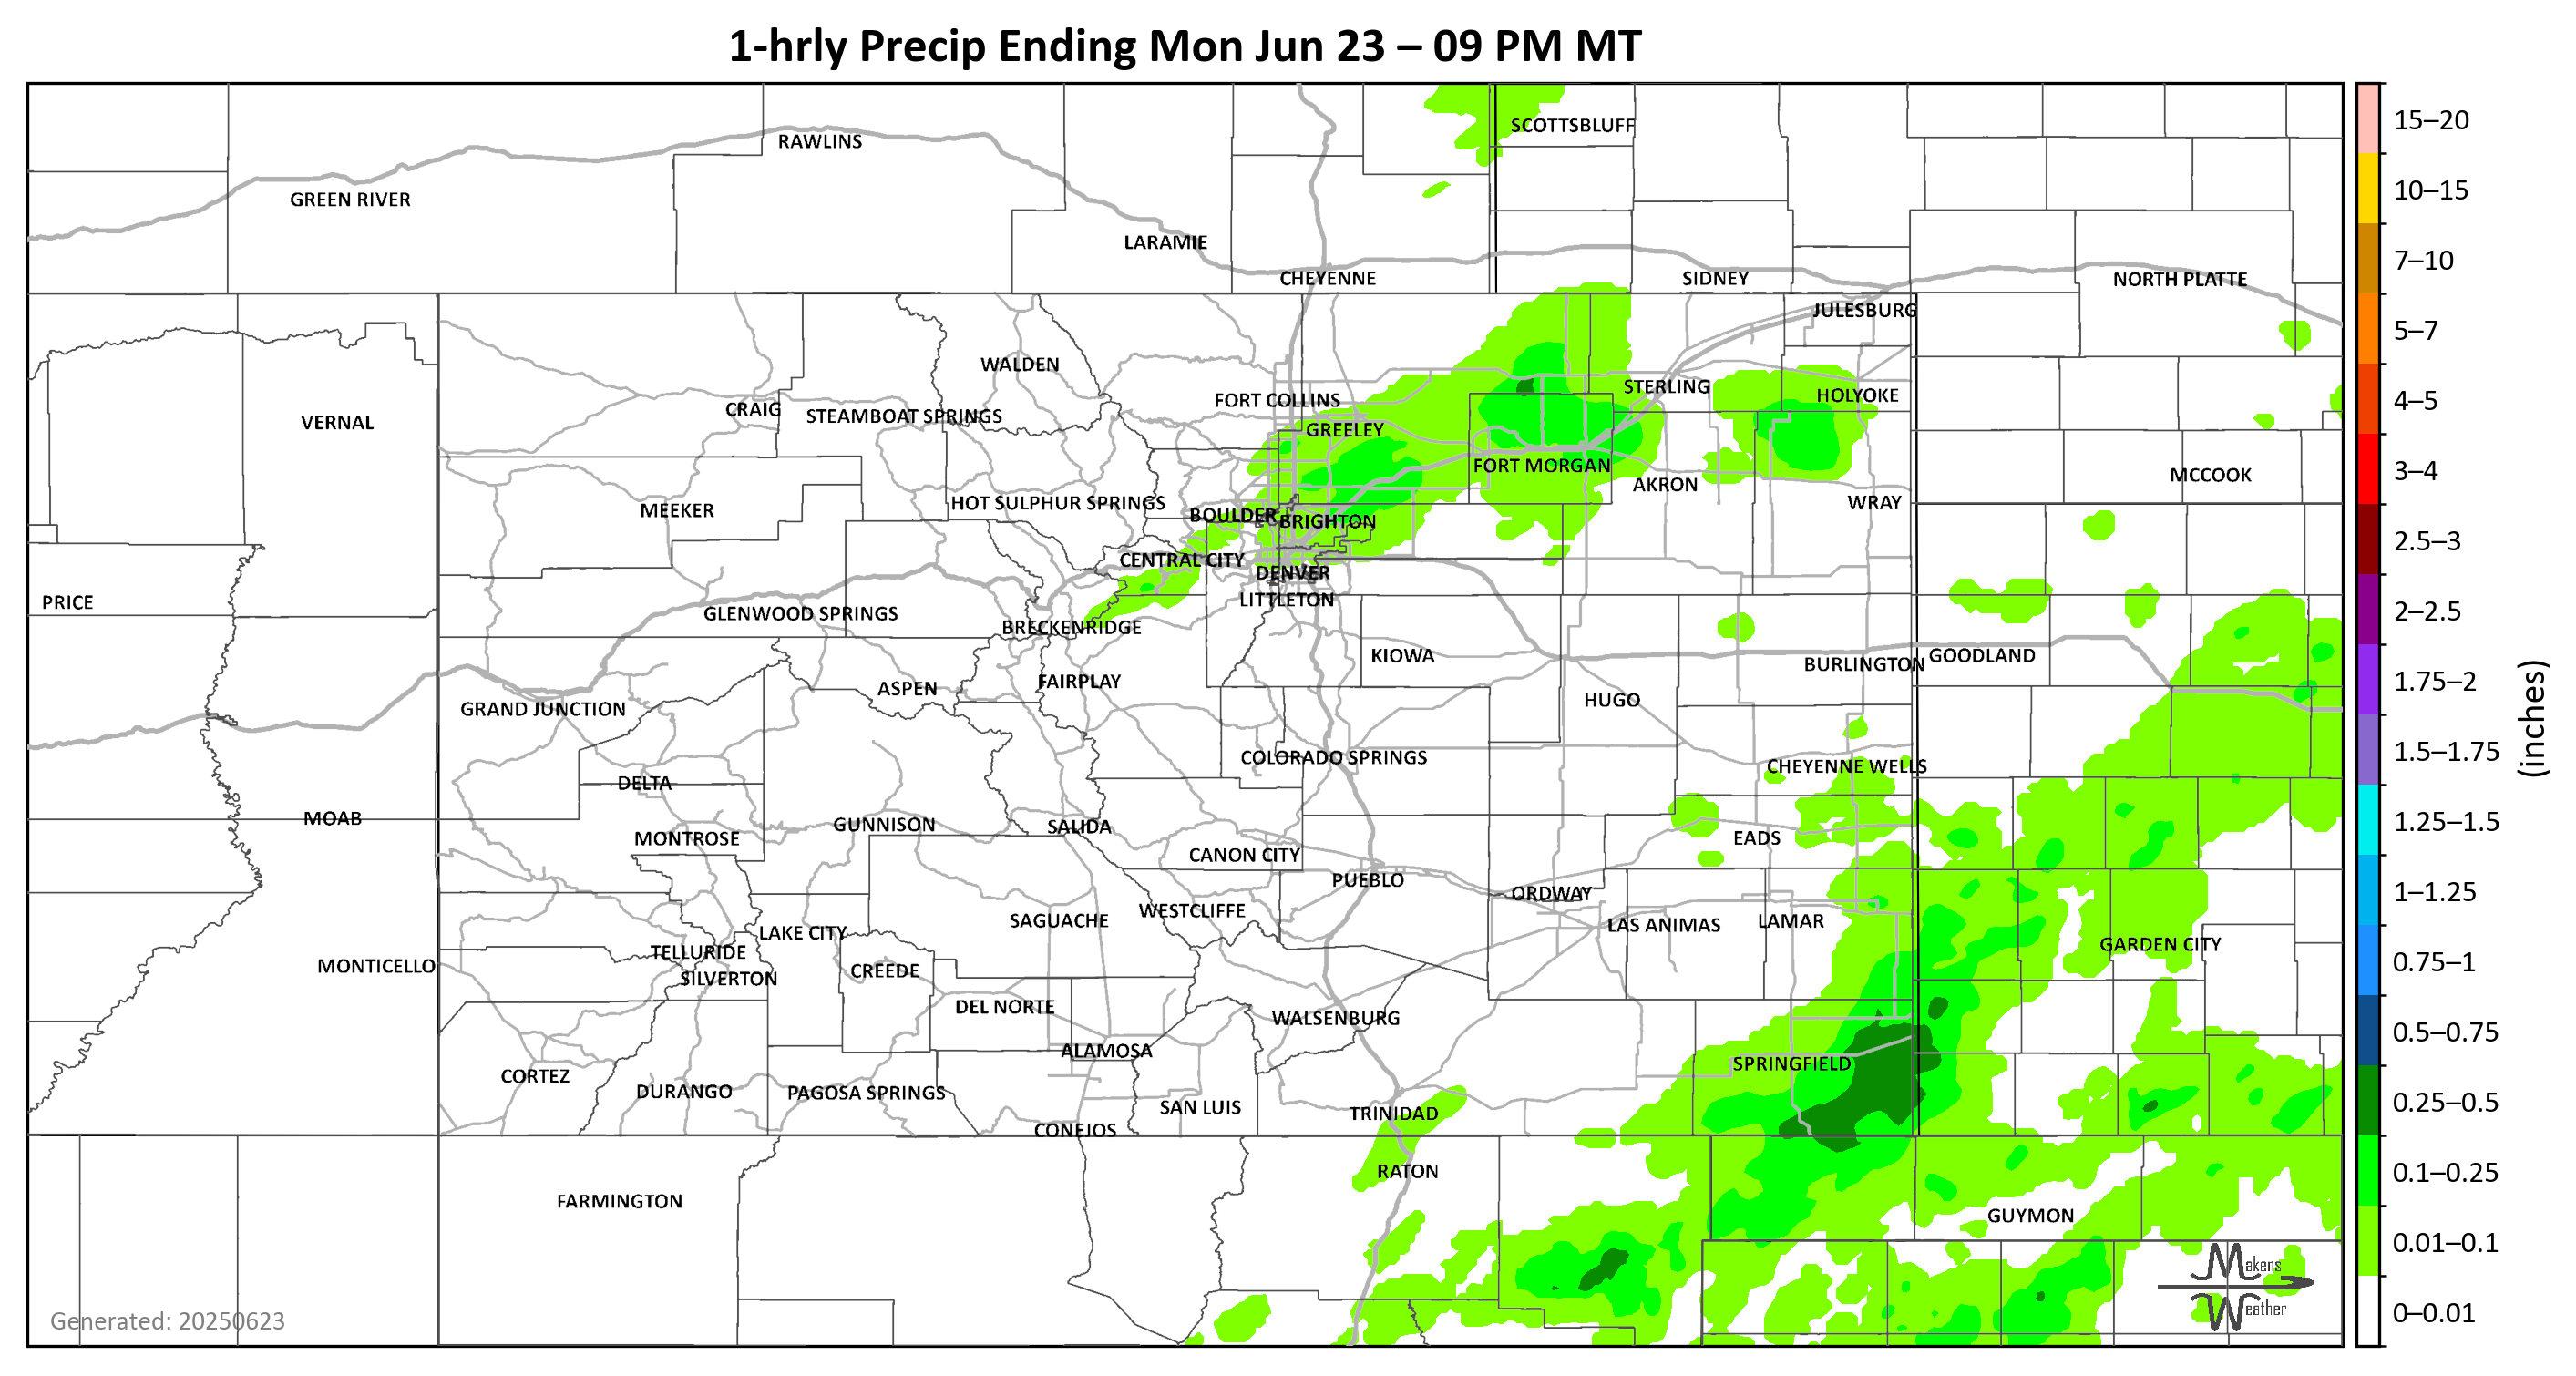 1-hrly Precip Ending Mon Jun 23 – 09 PM MT
15–20
SCOTTSBLUFF
RAWLINS
10–15
GREEN RIVER
LARAMIE
7–10
CHEYENNE
SIDNEY
NORTH PLATTE
JULESBURG
5–7
WALDEN
STERLING
HOLYOKE
FORT COLLINS
4–5
CRAIG
STEAMBOAT SPRINGS
VERNAL
GREELEY
FORT MORGAN
3–4
MCCOOK
AKRON
HOT SULPHUR SPRINGS
WRAY
MEEKER
BOULDER
BRIGHTON
2.5–3
CENTRAL CITY
DENVER
LITTLETON
PRICE
2–2.5
GLENWOOD SPRINGS
BRECKENRIDGE
KIOWA
BURLINGTON
GOODLAND
FAIRPLAY
1.75–2
ASPEN
HUGO
GRAND JUNCTION
(inches)
COLORADO SPRINGS
1.5–1.75
CHEYENNE WELLS
DELTA
MOAB
1.25–1.5
GUNNISON
SALIDA
MONTROSE
EADS
CANON CITY
PUEBLO
1–1.25
ORDWAY
WESTCLIFFE
SAGUACHE
LAS ANIMAS
LAMAR
LAKE CITY
GARDEN CITY
TELLURIDE
0.75–1
MONTICELLO
CREEDE
SILVERTON
DEL NORTE
WALSENBURG
0.5–0.75
ALAMOSA
SPRINGFIELD
CORTEZ
DURANGO
PAGOSA SPRINGS
SAN LUIS
TRINIDAD
0.25–0.5
CONEJOS
RATON
0.1–0.25
FARMINGTON
GUYMON
0.01–0.1
Makens
Weather
0–0.01
Generated: 20250623